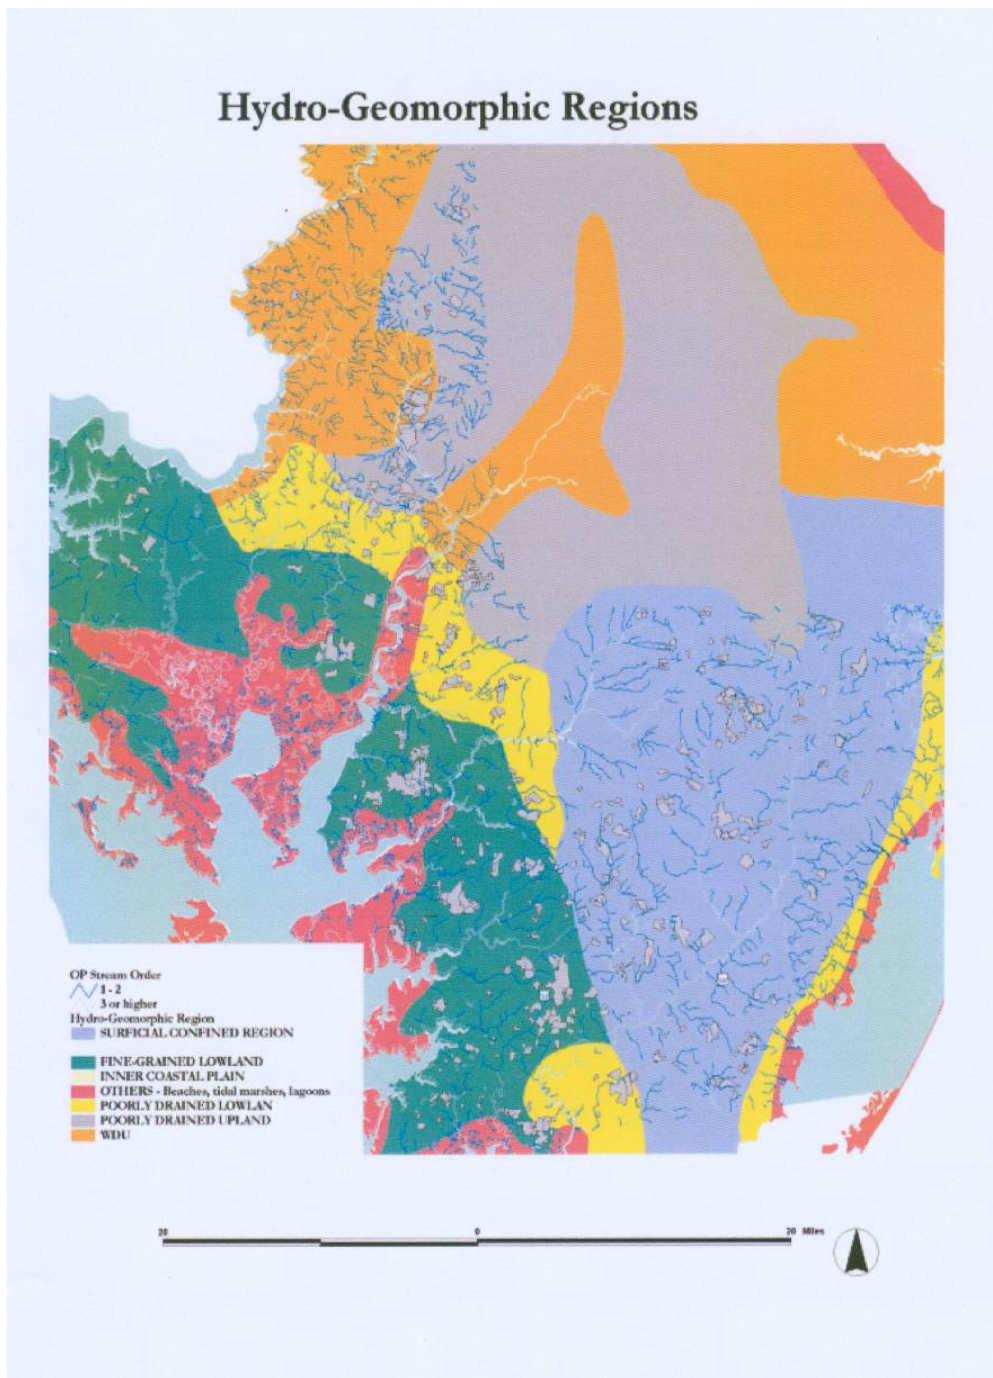 Hydro-Geomorphic Regions
OP Stream Order
1 - 2
3 or higher
Hydro-Geomorphic Region
SURFICIAL CONFINED REGION
FINE-GRAINED LOWLAND
INNER COASTAL PLAIN
OTHERS - Beaches, tidal marshes, lagoons
POORLY DRAINED LOWLAN
POORLY DRAINED UPLAND
WDU
20 0 20 Miles